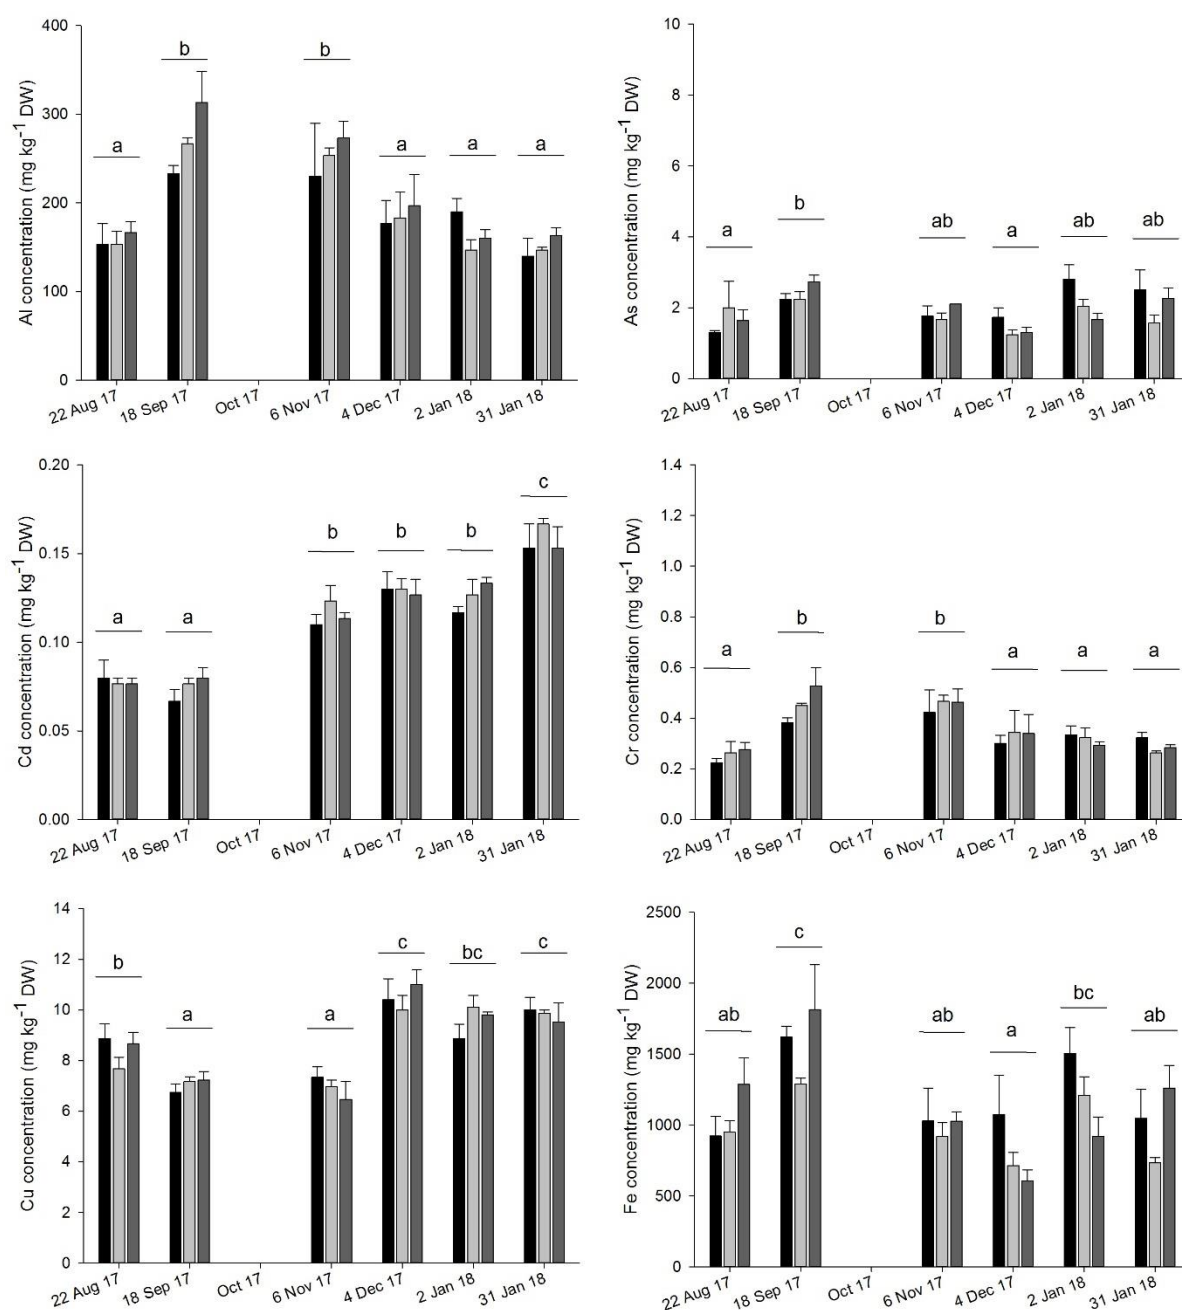 400
300
200
100
0
Al concentration (mg kg-1 DW)
a
b
b
a
a
a
22 Aug 17
18 Sep 17
Oct 17
6 Nov 17
4 Dec 17
2 Jan 18
31 Jan 18
10
8
6
4
2
0
As concentration (mg kg-1 DW)
a
b
ab
a
ab
ab
22 Aug 17
18 Sep 17
Oct 17
6 Nov 17
4 Dec 17
2 Jan 18
31 Jan 18
0.20
0.15
0.10
0.05
0.00
Cd concentration (mg kg-1 DW)
a
a
b
b
b
c
22 Aug 17
18 Sep 17
Oct 17
6 Nov 17
4 Dec 17
2 Jan 18
31 Jan 18
1.4
1.2
1.0
0.8
0.6
0.4
0.2
0.0
Cr concentration (mg kg-1 DW)
a
b
b
a
a
a
22 Aug 17
18 Sep 17
Oct 17
6 Nov 17
4 Dec 17
2 Jan 18
31 Jan 18
14
12
10
8
6
4
2
0
Cu concentration (mg kg-1 DW)
b
a
a
c
bc
c
22 Aug 17
18 Sep 17
Oct 17
6 Nov 17
4 Dec 17
2 Jan 18
31 Jan 18
2500
2000
1500
1000
500
0
Fe concentration (mg kg-1 DW)
ab
c
ab
a
bc
ab
22 Aug 17
18 Sep 17
Oct 17
6 Nov 17
4 Dec 17
2 Jan 18
31 Jan 18